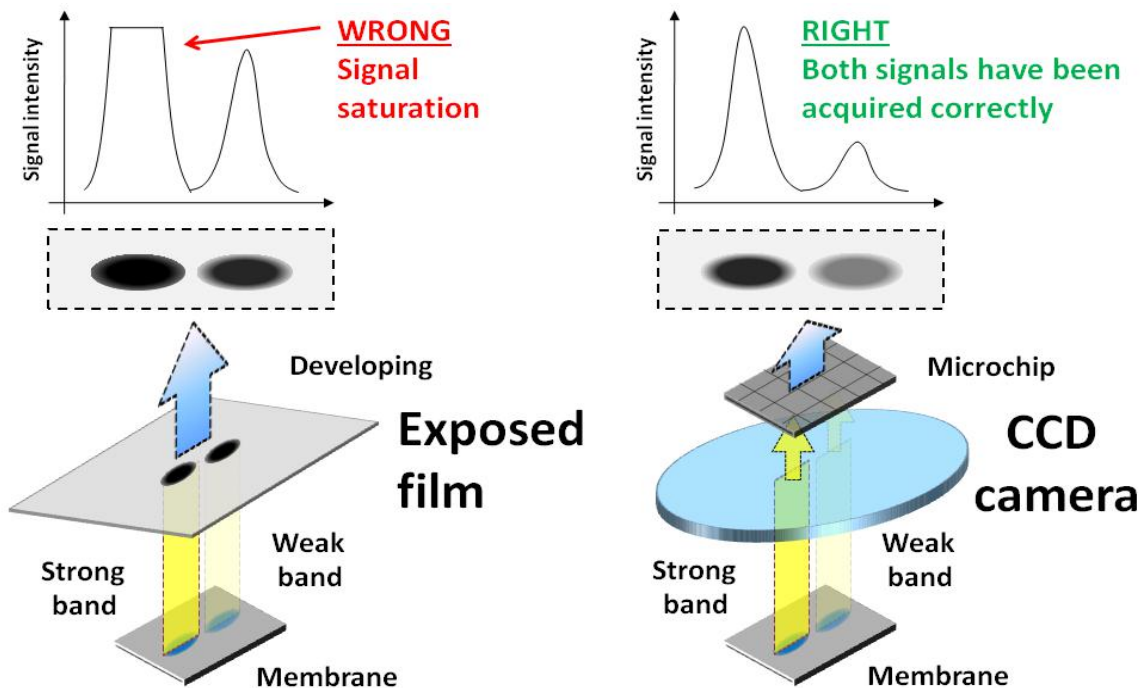 WRONG
Signal
saturation
Signal intensity
Developing
Exposed
film
Strong
band
Weak
band
Membrane
RIGHT
Both signals have been
acquired correctly
Signal intensity
Microchip
CCD
camera
Strong
band
Weak
band
Membrane